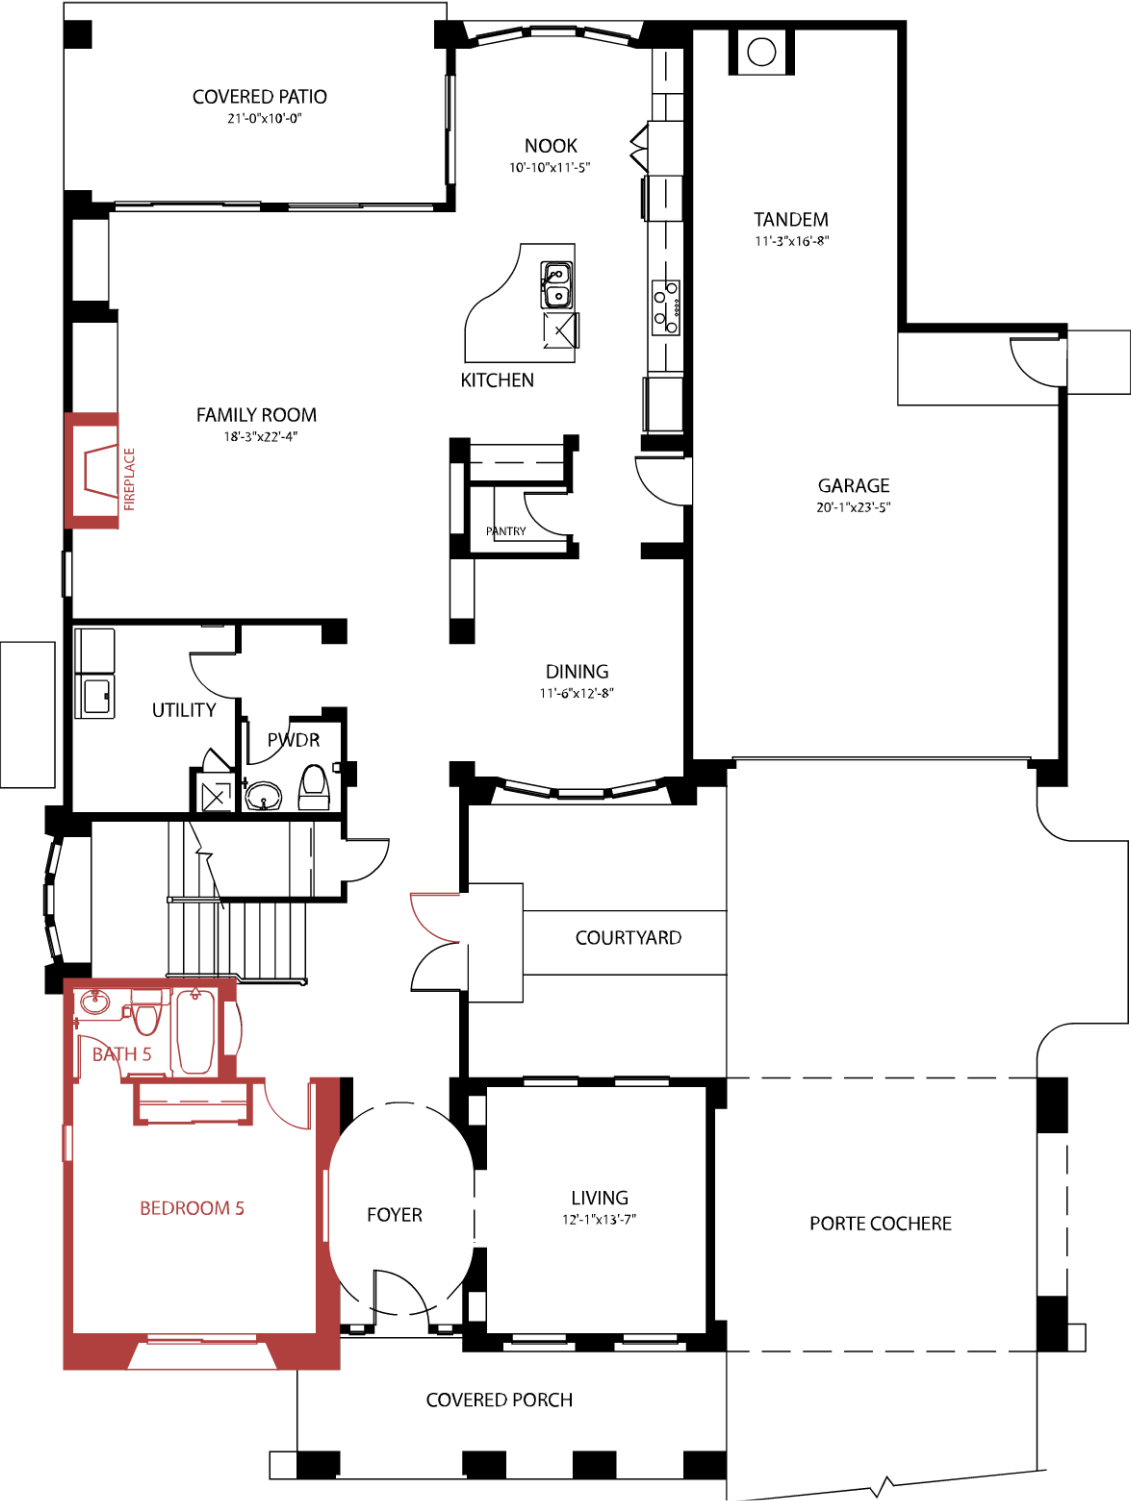 COVERED PATIO
21'-0"x10'-0"
NOOK
10'-10"x11'-5"
TANDEM
11'-3"x16'-8"
KITCHEN
FAMILY ROOM
18'-3"x22'-4"
FIREPLACE
GARAGE
20'-1"x23'-5"
PANTRY
DINING
11'-6"x12'-8"
UTILITY
PWDR
COURTYARD
BATH 5
BEDROOM 5
FOYER
LIVING
12'-1"x13'-7"
PORTE COCHERE
COVERED PORCH